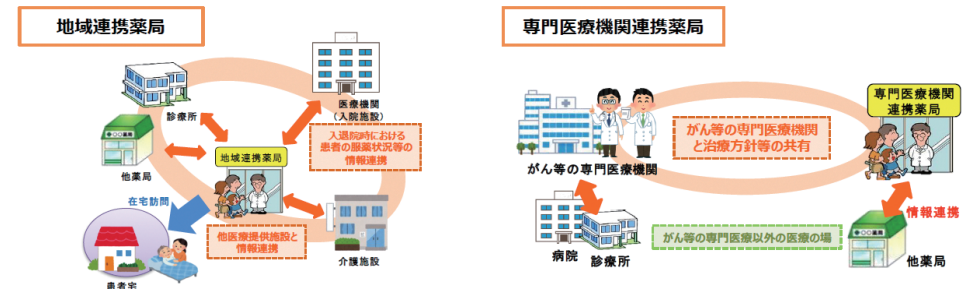 地域連携薬局
診療所
医療機関
(入院施設)
入退院時における
患者の服薬状況等の
情報連携
他薬局
地域連携薬局
在宅訪問
他医療提供施設と
情報連携
介護施設
患者宅
専門医療機関連携薬局
専門医療機関
連携薬局
がん等の専門医療機関
と治療方針等の共有
がん等の専門医療機関
情報連携
がん等の専門医療以外の医療の場
病院
診療所
〇〇薬局
他薬局